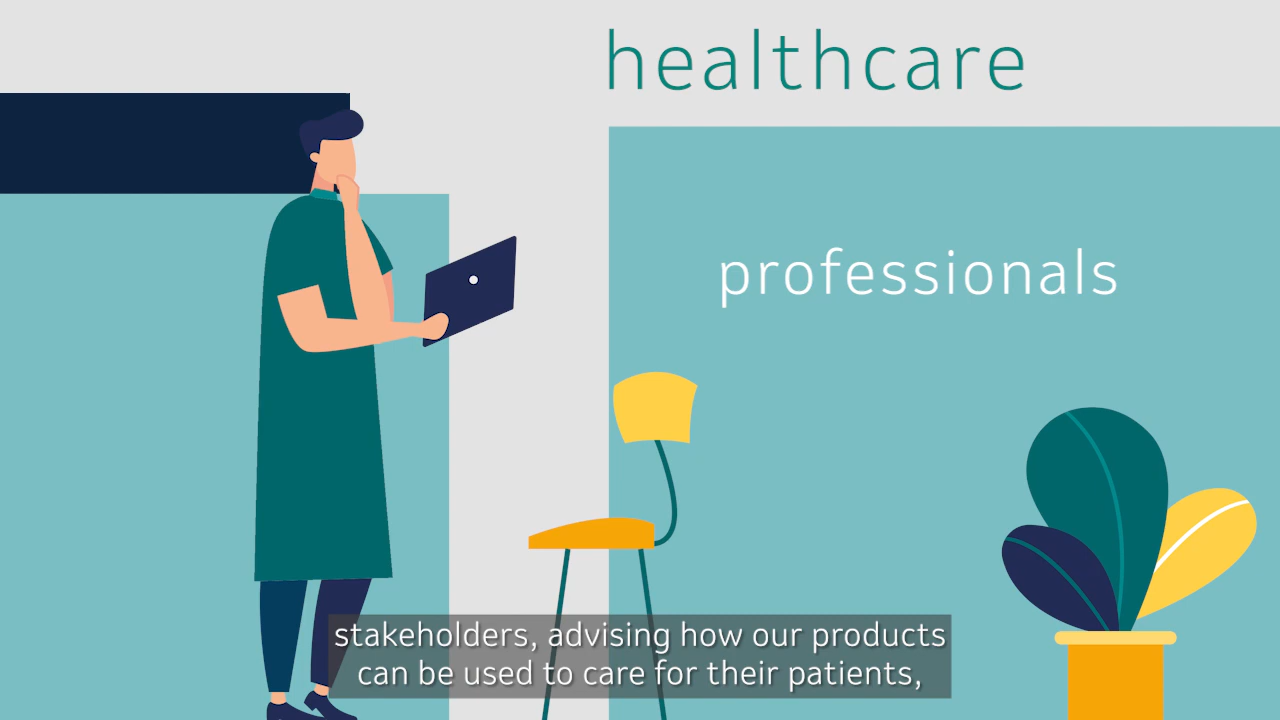 healthcare
professionals
stakeholders, advising how our products
can be used to care for their patients,